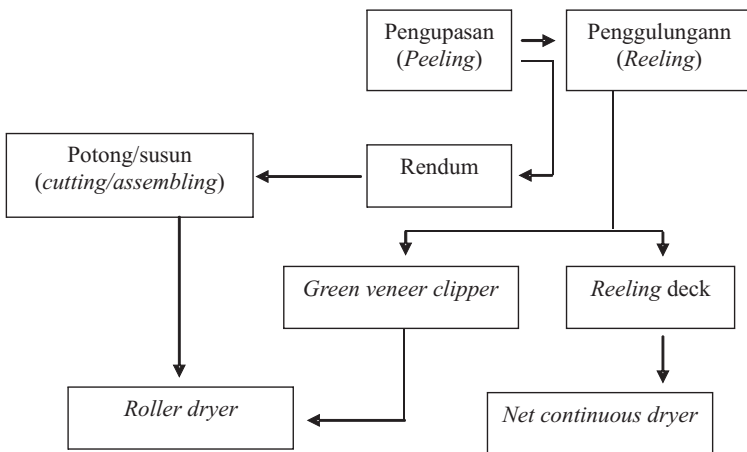 Pengupasan
(Peeling)
Penggulungann
(Reeling)
Potong/susun
(cutting/assembling)
Rendum
Green veneer clipper
Reeling deck
Roller dryer
Net continuous dryer